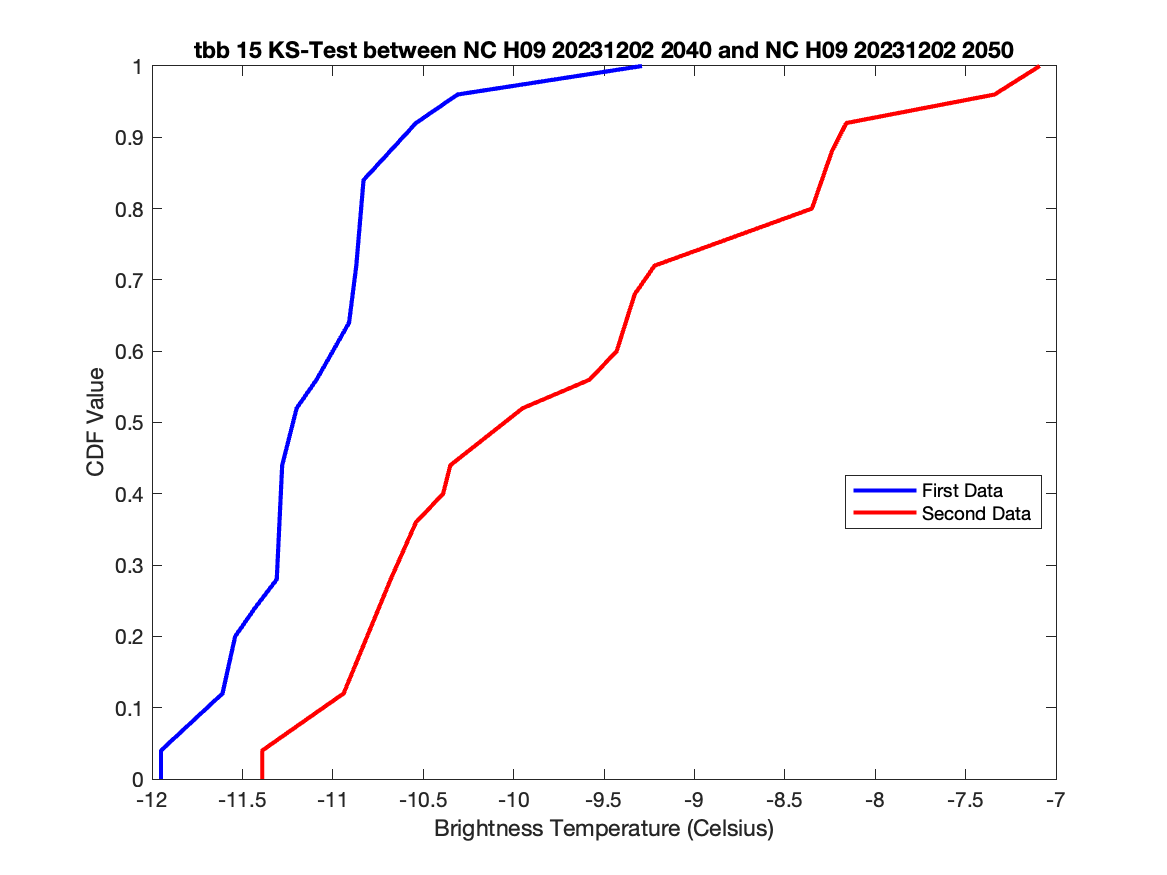 tbb 15 KS-Test between NC H09 20231202 2040 and NC H09 20231202 2050
1
0.9
0.8
0.7
0.6
0.5
0.4
0.3
0.2
0.1
0
CDF Value
First Data
Second Data
-12 -11.5 -11 -10.5 -10 -9.5 -9 -8.5 -8 -7.5 -7
Brightness Temperature (Celsius)